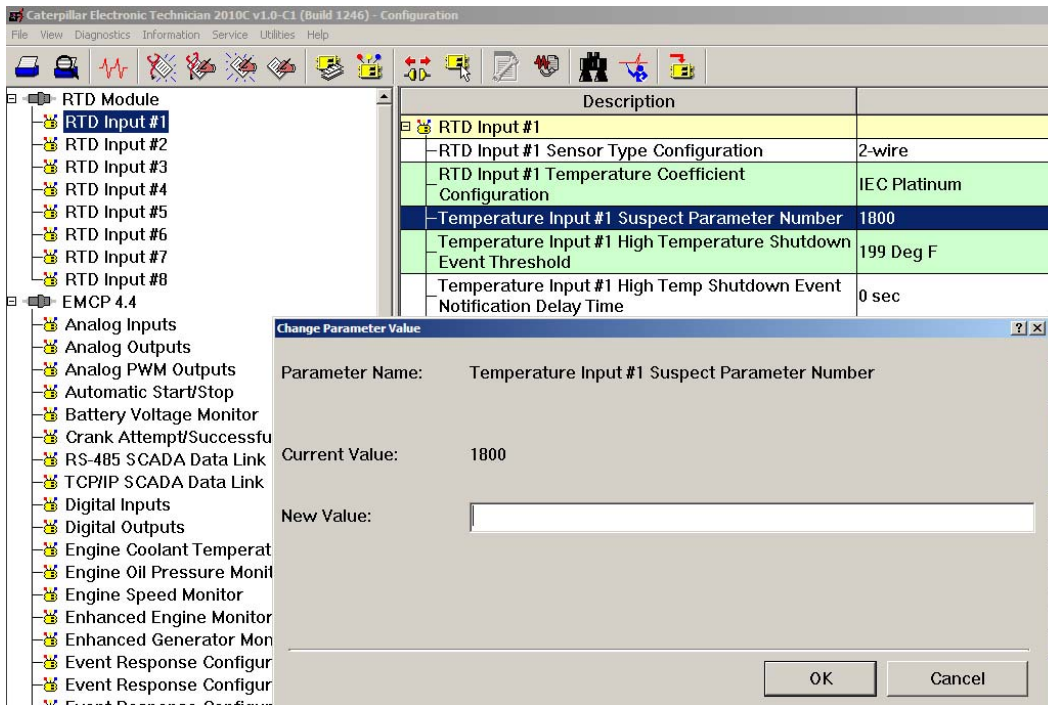 Caterpillar Electronic Technician 2010C v1.0-C1 (Build 1246) - Configuration
File View Diagnostics Information Service Utilities Help
RTD Module
RTD Input #1
RTD Input #2
RTD Input #3
RTD Input #4
RTD Input #5
RTD Input #6
RTD Input #7
RTD Input #8
EMCP 4.4
Analog Inputs
Analog Outputs
Analog PWM Outputs
Automatic Start/Stop
Battery Voltage Monitor
Crank Attempt/Successfu
RS-485 SCADA Data Link
TCP/IP SCADA Data Link
Digital Inputs
Digital Outputs
Engine Coolant Temperat
Engine Oil Pressure Monit
Engine Speed Monitor
Enhanced Engine Monitor
Enhanced Generator Mon
Event Response Configur
Event Response Configur
Event Response Configur
Description
RTD Input #1
RTD Input #1 Sensor Type Configuration 2-wire
RTD Input #1 Temperature Coefficient
Configuration
IEC Platinum
Temperature Input #1 Suspect Parameter Number 1800
Temperature Input #1 High Temperature Shutdown
Event Threshold
199 Deg F
Temperature Input #1 High Temp Shutdown Event
Notification Delay Time
0 sec
Change Parameter Value
Parameter Name: Temperature Input #1 Suspect Parameter Number
Current Value: 1800
New Value:
OK Cancel